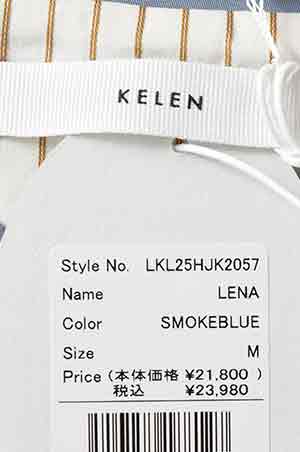 KELEN
Style No. LKL25HJK2057
Name LENA
Color SMOKEBLUE
Size M
Price (本体価格 ¥21,800 )
税込 ¥23,980